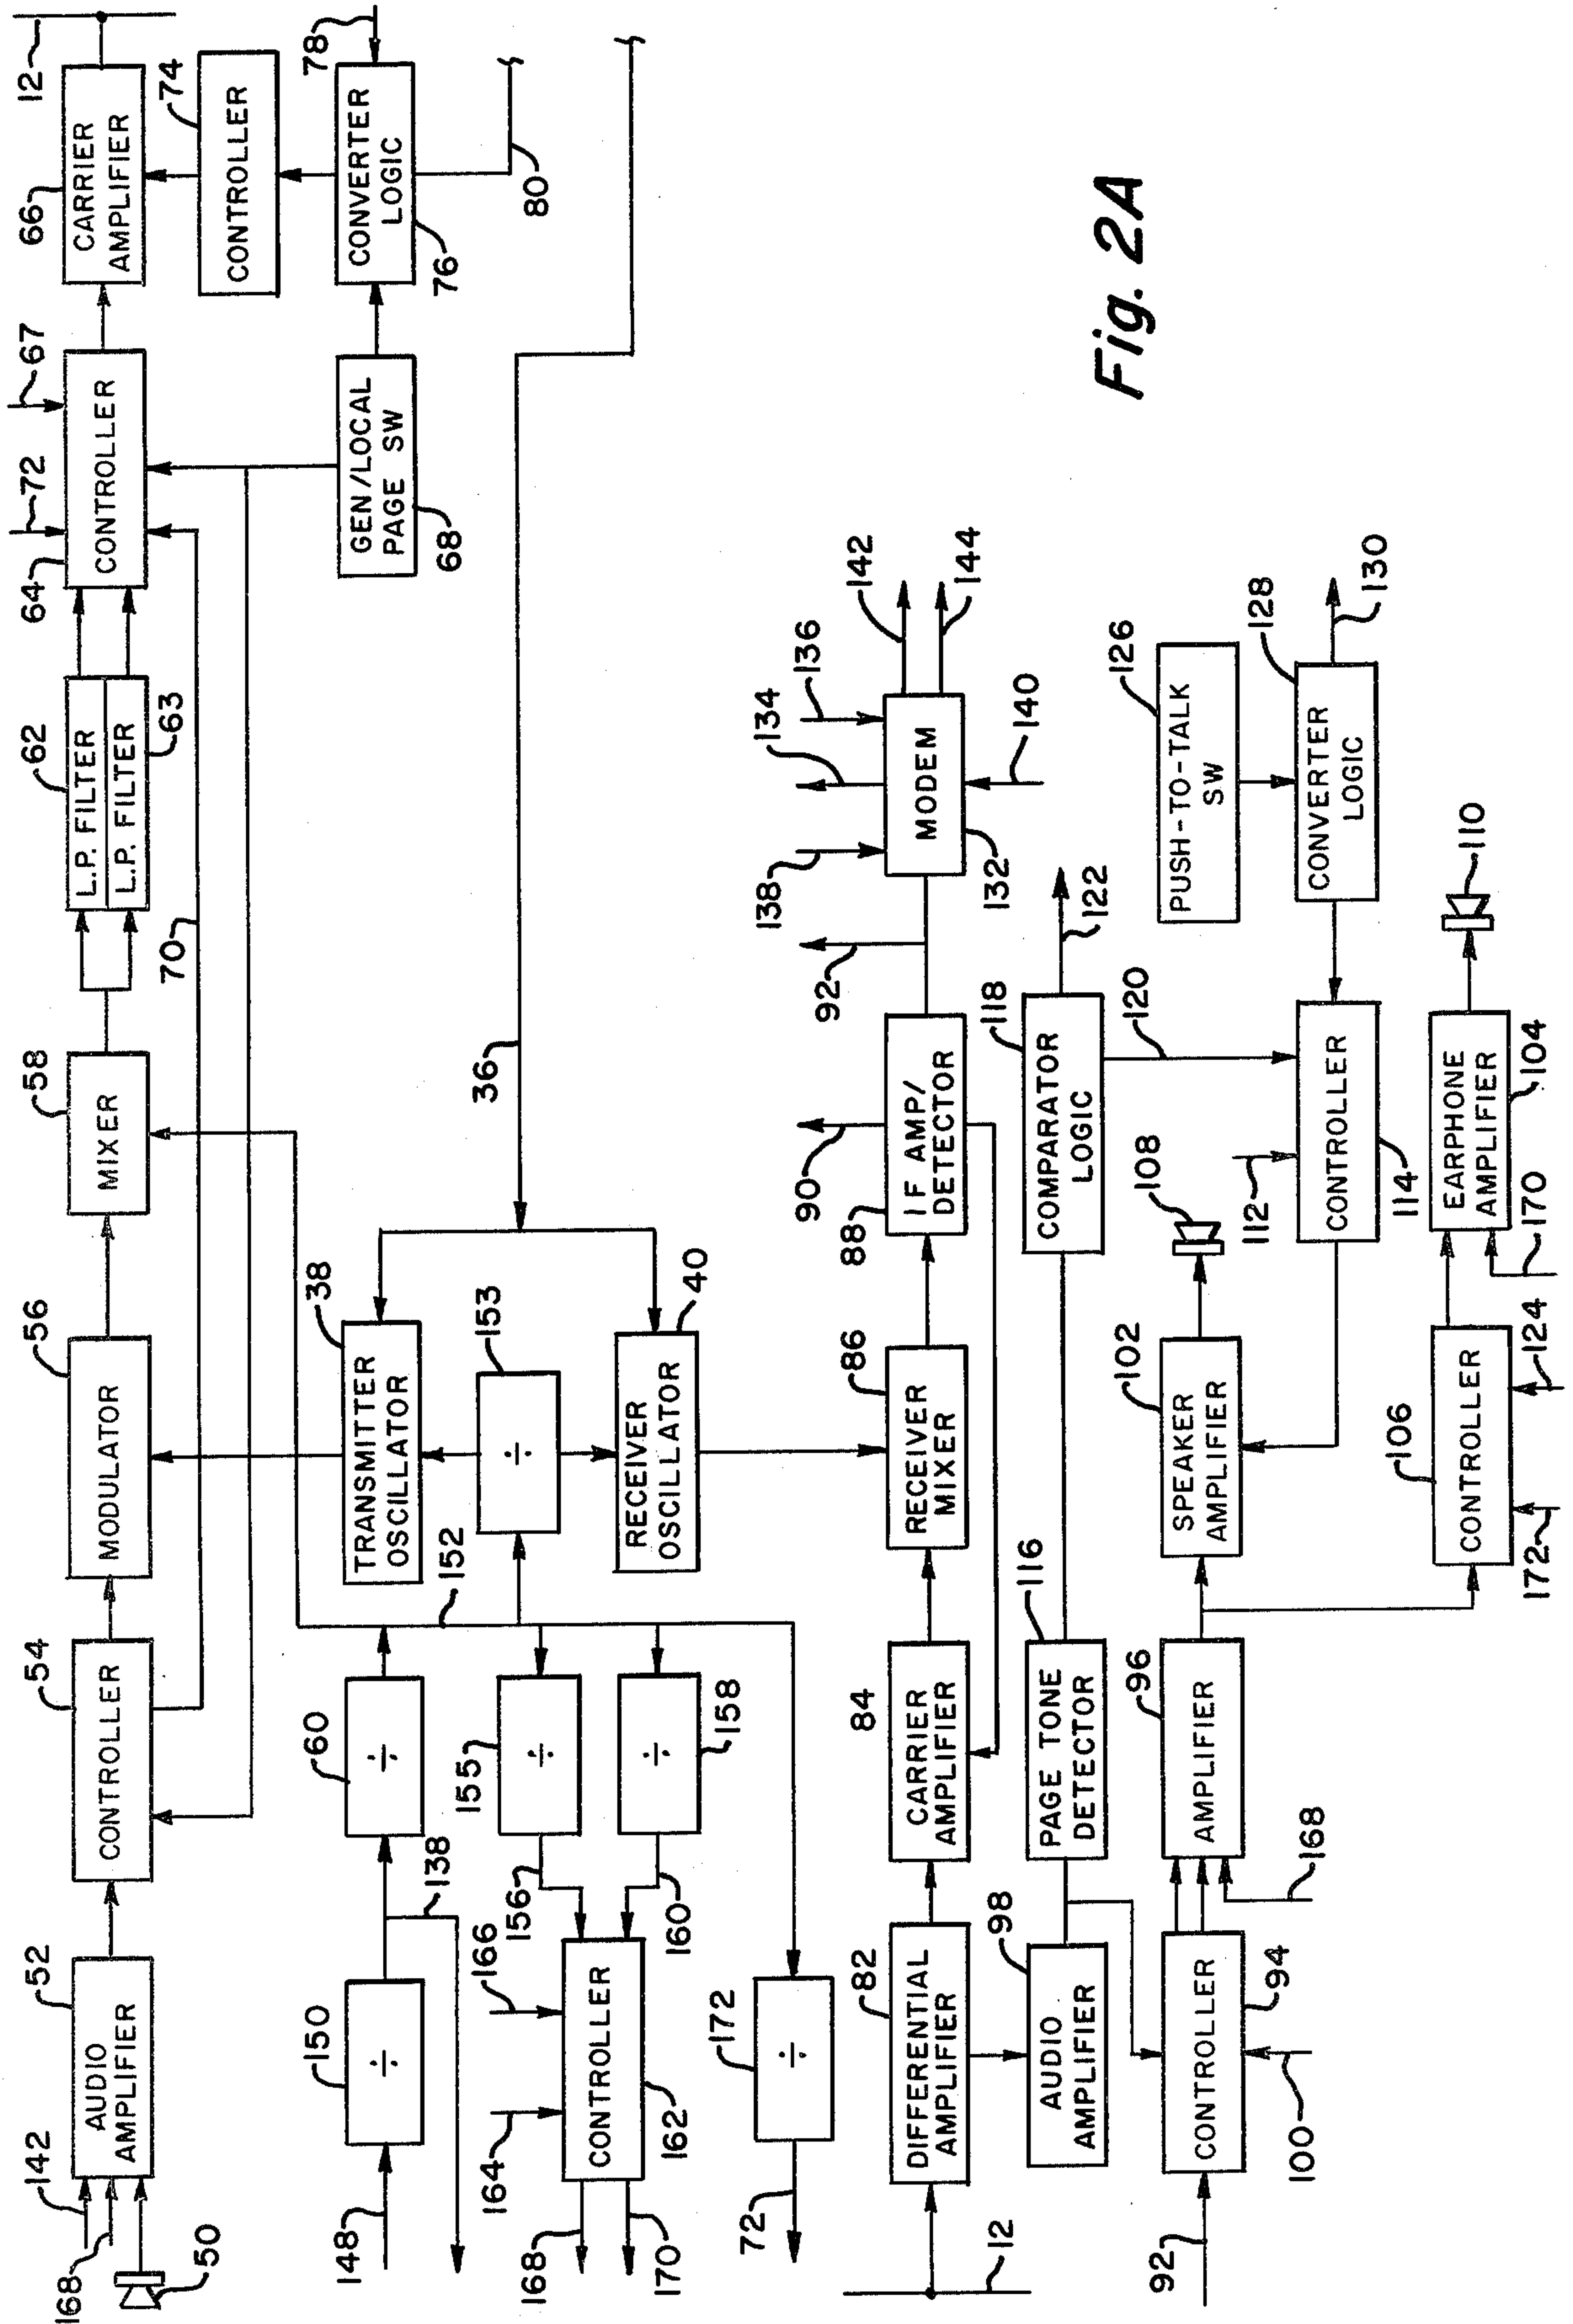 142
168
50
AUDIO
AMPLIFIER
52
CONTROLLER
54
MODULATOR
56
MIXER
58
L.P. FILTER
L.P. FILTER
62
63
70
64
72
67
CONTROLLER
66
CARRIER
AMPLIFIER
12
74
CONTROLLER
78
CONVERTER
LOGIC
76
80
GEN/LOCAL
PAGE SW
68
148
150
÷
138
60
÷
152
38
TRANSMITTER
OSCILLATOR
153
÷
RECEIVER
OSCILLATOR
40
36
155
÷
156
÷
158
160
166
164
CONTROLLER
162
168
170
172
÷
72
12
82
DIFFERENTIAL
AMPLIFIER
84
CARRIER
AMPLIFIER
86
RECEIVER
MIXER
88
IF AMP/
DETECTOR
90
92
138
134
136
MODEM
132
140
142
144
98
AUDIO
AMPLIFIER
116
PAGE TONE
DETECTOR
118
COMPARATOR
LOGIC
122
120
92
CONTROLLER
94
100
96
AMPLIFIER
168
102
SPEAKER
AMPLIFIER
108
112
CONTROLLER
114
126
PUSH-TO-TALK
SW
128
CONVERTER
LOGIC
130
106
CONTROLLER
172
124
EARPHONE
AMPLIFIER
104
170
110
Fig. 2A